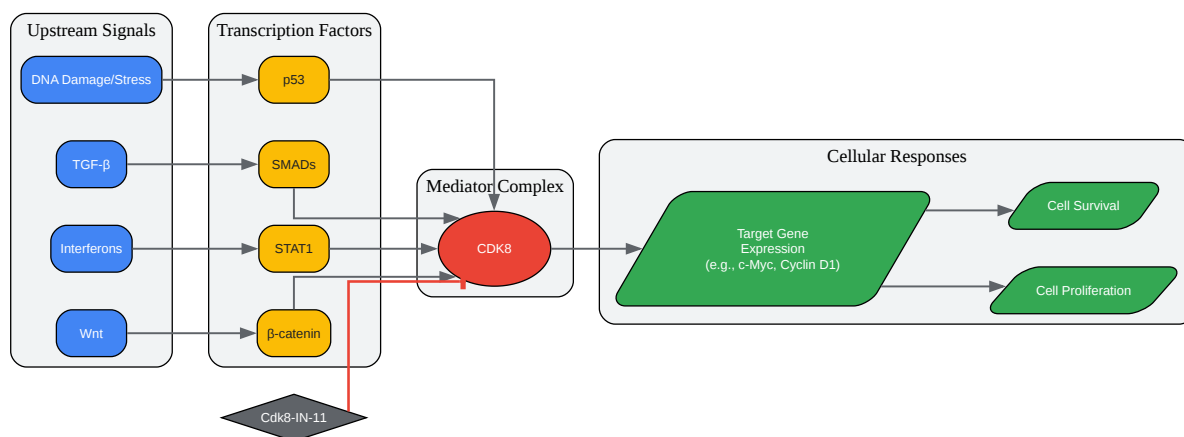 Upstream Signals
DNA Damage/Stress
TGF-β
Interferons
Wnt
Transcription Factors
p53
SMADs
STAT1
β-catenin
Cdk8-IN-11
Mediator Complex
CDK8
Cellular Responses
Target Gene
Expression
(e.g., c-Myc, Cyclin D1)
Cell Survival
Cell Proliferation